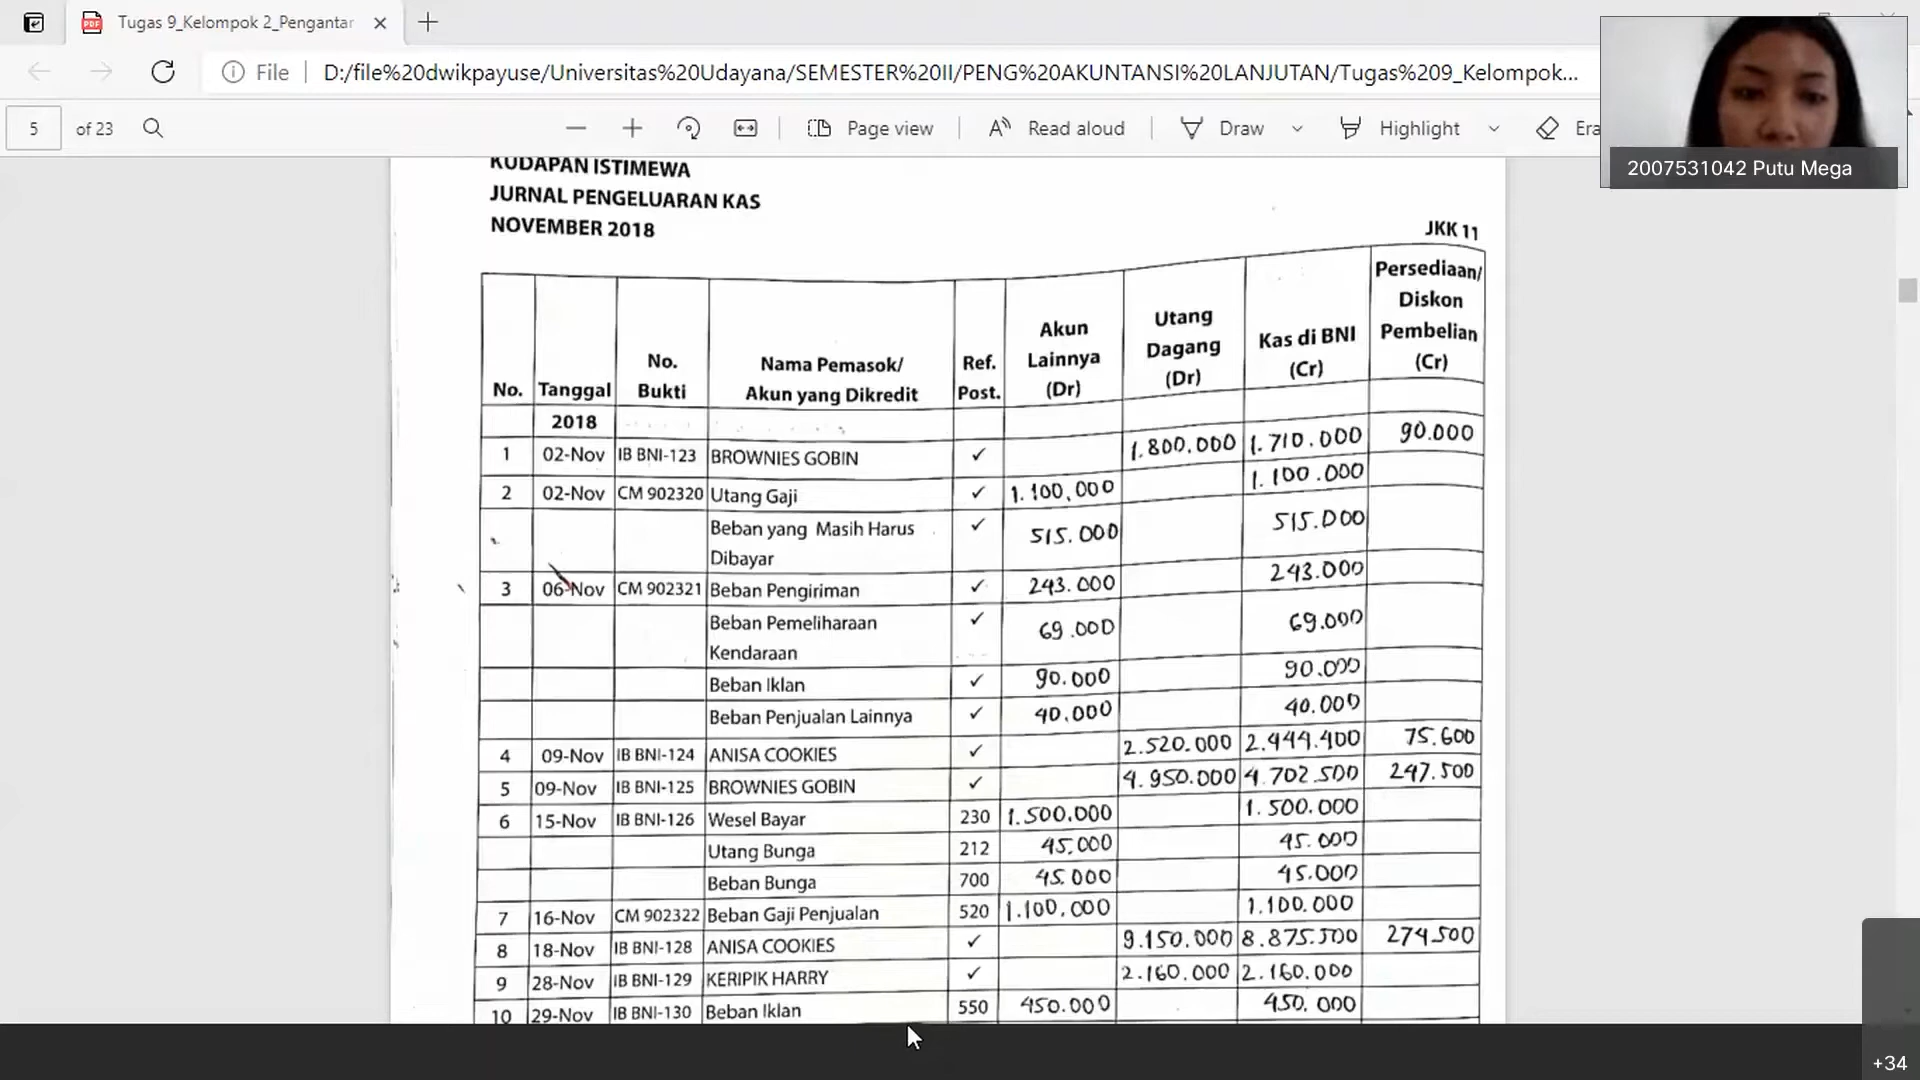 Tugas 9_Kelompok 2_Pengantar
File
D:/file%20dwikpayuse/Universitas%20Udayana/SEMESTER%20II/PENG%20AKUNTANSI%20LANJUTAN/Tugas%209_Kelompok...
5 of 23
Page view
Read aloud
Draw
Highlight
Era
2007531042 Putu Mega
KUDAPAN ISTIMEWA
JURNAL PENGELUARAN KAS
NOVEMBER 2018
JKK 11
No. Tanggal No. Bukti Nama Pemasok/ Akun yang Dikredit Ref. Post. Akun Lainnya (Dr) Utang Dagang (Dr) Kas di BNI (Cr) Persediaan/ Diskon Pembelian (Cr)
2018
1 02-Nov IB BNI-123 BROWNIES GOBIN ✓ 1.800.000 1.710.000 90.000
2 02-Nov CM 902320 Utang Gaji ✓ 1.100.000 1.100.000
Beban yang Masih Harus ✓ 515.000 515.000
Dibayar
3 06-Nov CM 902321 Beban Pengiriman ✓ 243.000 243.000
Beban Pemeliharaan ✓ 69.000 69.000
Kendaraan
Beban Iklan ✓ 90.000 90.000
Beban Penjualan Lainnya ✓ 40.000 40.000
4 09-Nov IB BNI-124 ANISA COOKIES ✓ 2.520.000 2.444.400 75.600
5 09-Nov IB BNI-125 BROWNIES GOBIN ✓ 4.950.000 4.702.500 247.500
6 15-Nov IB BNI-126 Wesel Bayar 230 1.500.000 1.500.000
Utang Bunga 212 45.000 45.000
Beban Bunga 700 45.000 45.000
7 16-Nov CM 902322 Beban Gaji Penjualan 520 1.100.000 1.100.000
8 18-Nov IB BNI-128 ANISA COOKIES ✓ 9.150.000 8.875.500 274.500
9 28-Nov IB BNI-129 KERIPIK HARRY ✓ 2.160.000 2.160.000
10 29-Nov IB BNI-130 Beban Iklan 550 450.000 450.000
+34